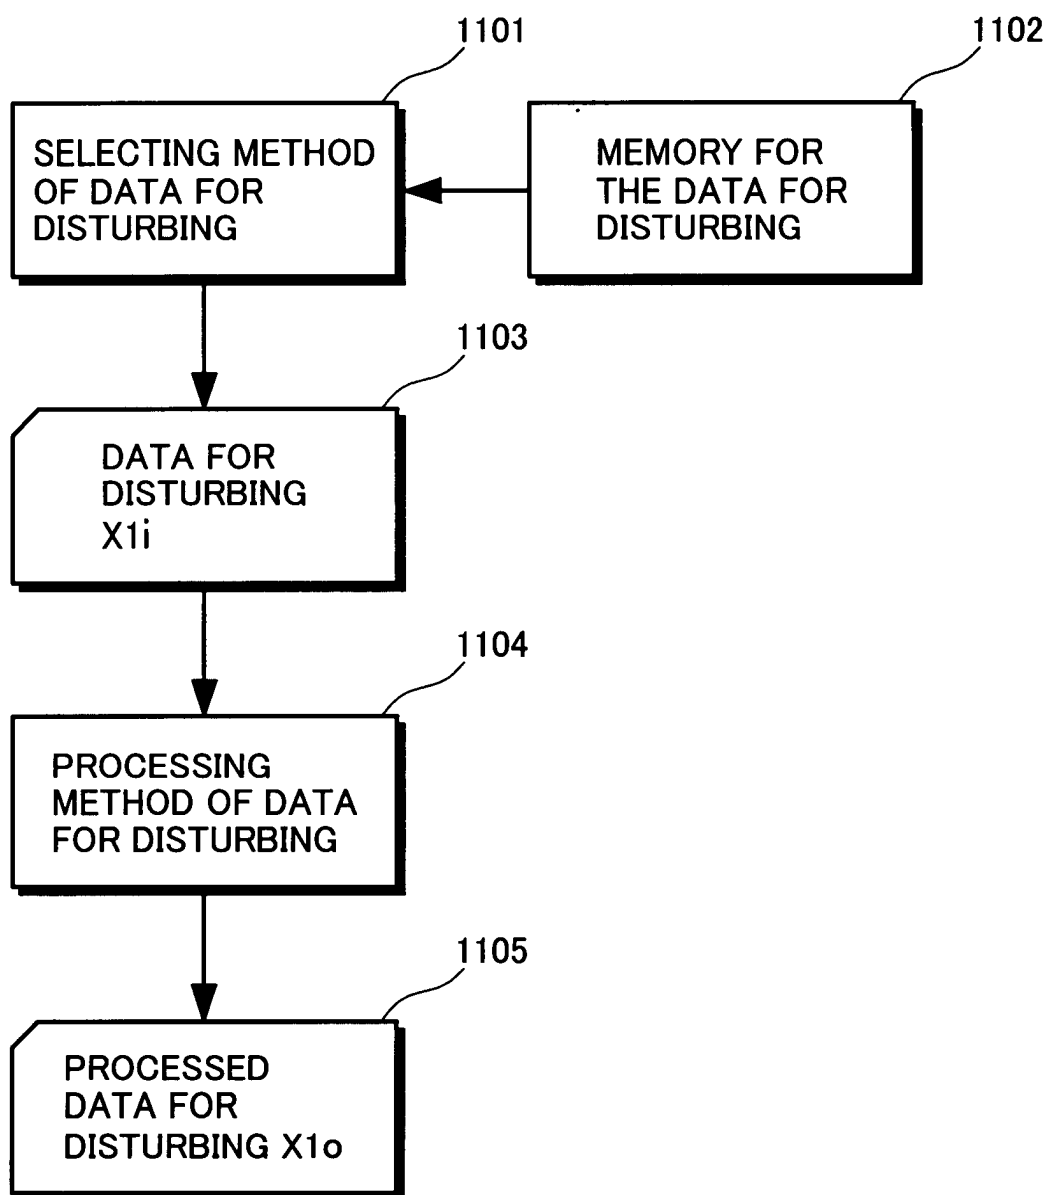 1101
1102
SELECTING METHOD
OF DATA FOR
DISTURBING
MEMORY FOR
THE DATA FOR
DISTURBING
1103
DATA FOR
DISTURBING
X1i
1104
PROCESSING
METHOD OF DATA
FOR DISTURBING
1105
PROCESSED
DATA FOR
DISTURBING X1o